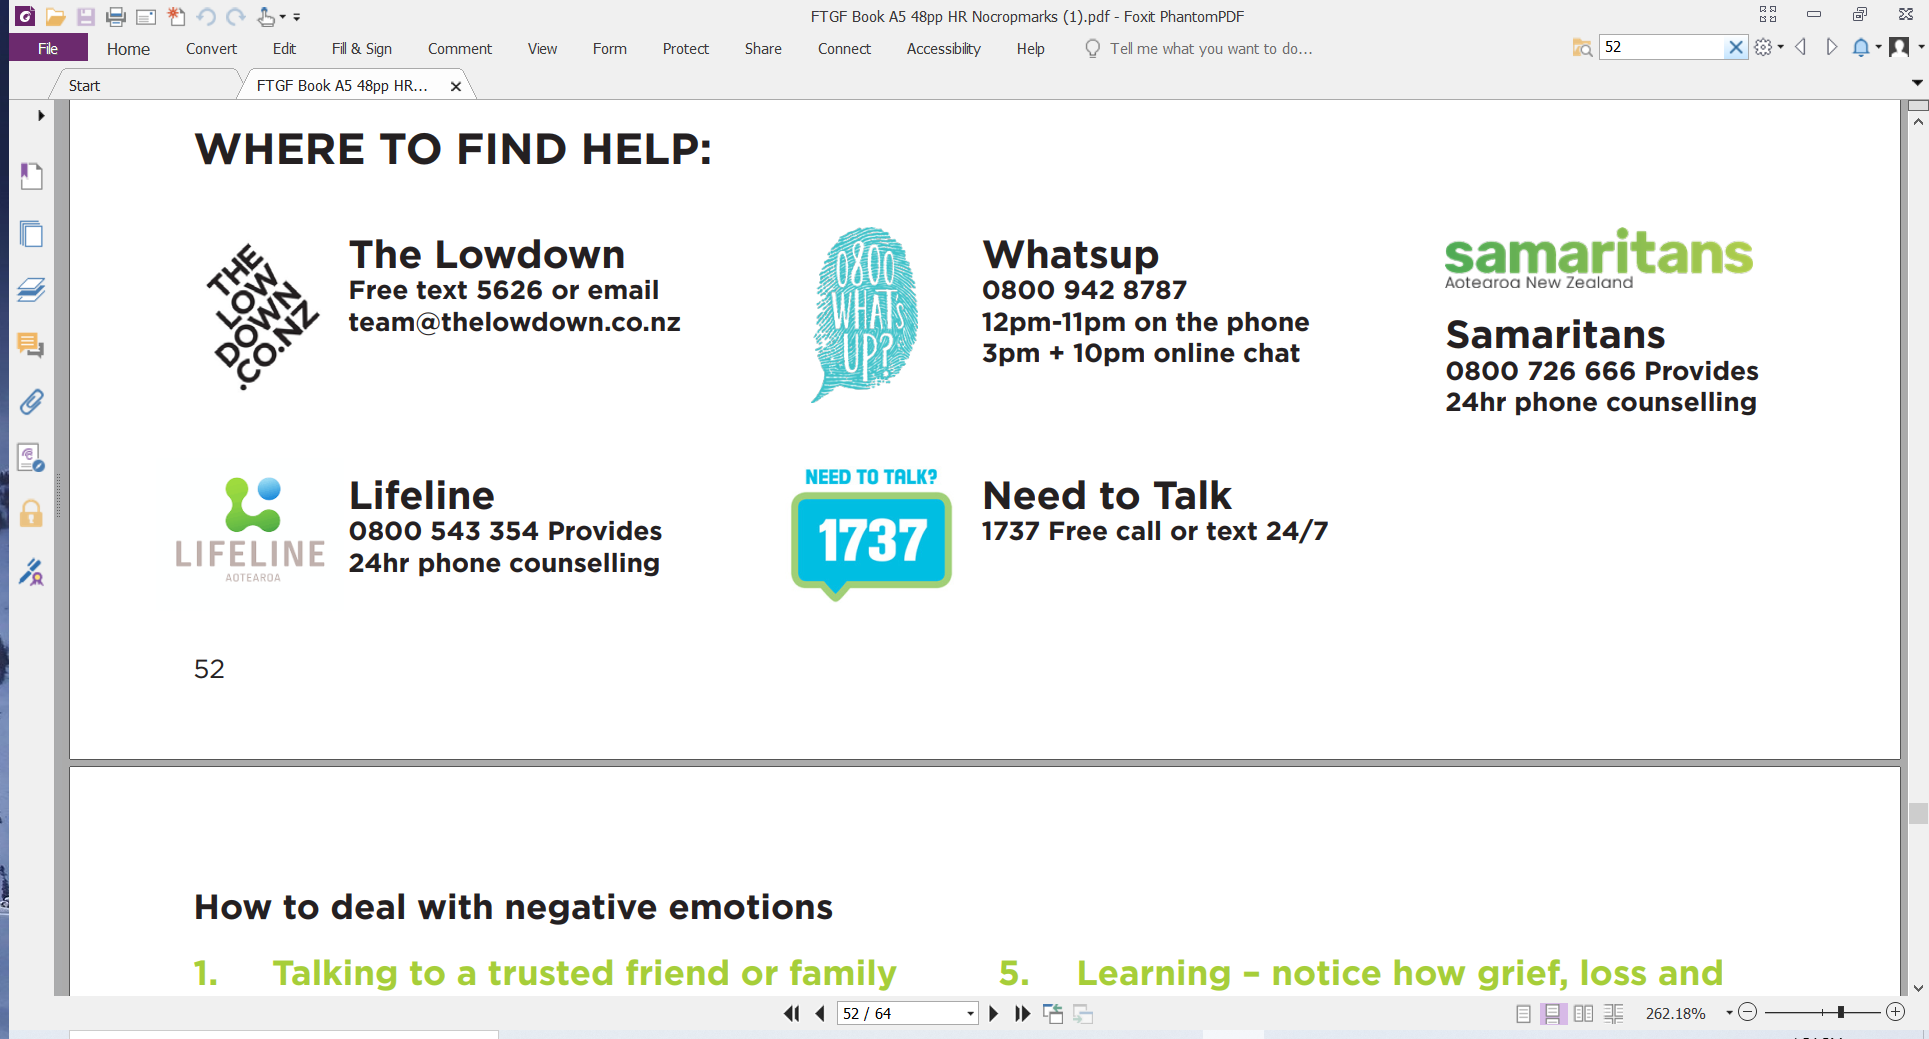 FTGF Book A5 48pp HR Nocropmarks (1).pdf - Foxit PhantomPDF
File Home Convert Edit Fill & Sign Comment View Form Protect Share Connect Accessibility Help Tell me what you want to do... 52
Start FTGF Book A5 48pp HR...
WHERE TO FIND HELP:
THE
LOW
DOWN
.CO.NZ
The Lowdown
Free text 5626 or email
team@thelowdown.co.nz
0800
WHATS
UP?
Whatsup
0800 942 8787
12pm-11pm on the phone
3pm + 10pm online chat
samaritans
Aotearoa New Zealand
Samaritans
0800 726 666 Provides
24hr phone counselling
LIFELINE
AOTEAROA
Lifeline
0800 543 354 Provides
24hr phone counselling
NEED TO TALK?
1737
Need to Talk
1737 Free call or text 24/7
52
How to deal with negative emotions
1. Talking to a trusted friend or family
5. Learning – notice how grief, loss and
52 / 64 262.18%